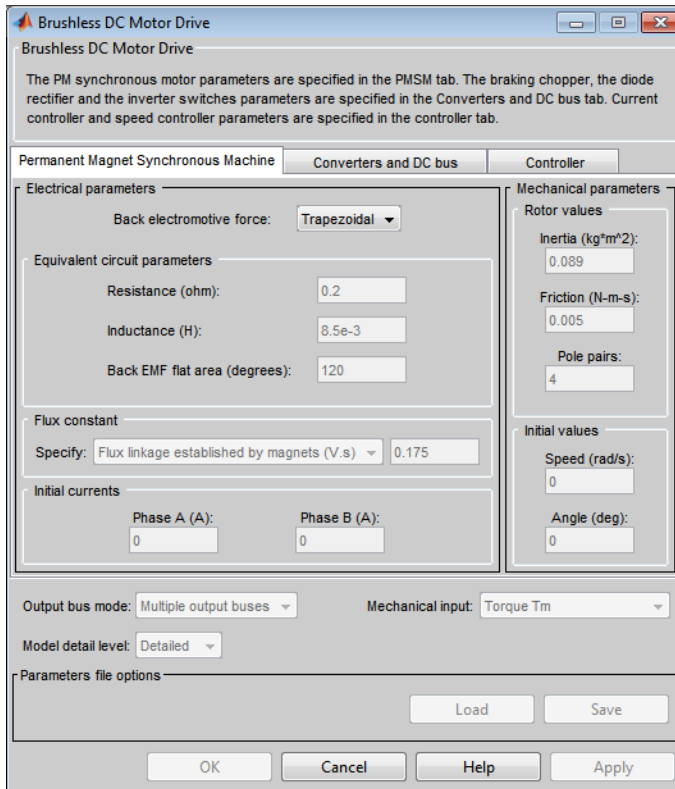 Brushless DC Motor Drive
Brushless DC Motor Drive
The PM synchronous motor parameters are specified in the PMSM tab. The braking chopper, the diode
rectifier and the inverter switches parameters are specified in the Converters and DC bus tab. Current
controller and speed controller parameters are specified in the controller tab.
Permanent Magnet Synchronous Machine
Converters and DC bus
Controller
Electrical parameters
Back electromotive force: Trapezoidal
Equivalent circuit parameters
Resistance (ohm): 0.2
Inductance (H): 8.5e-3
Back EMF flat area (degrees): 120
Flux constant
Specify: Flux linkage established by magnets (V.s) 0.175
Initial currents
Phase A (A): Phase B (A):
0 0
Mechanical parameters
Rotor values
Inertia (kg*m^2):
0.089
Friction (N-m-s):
0.005
Pole pairs:
4
Initial values
Speed (rad/s):
0
Angle (deg):
0
Output bus mode: Multiple output buses Mechanical input: Torque Tm
Model detail level: Detailed
Parameters file options
Load Save
OK Cancel Help Apply